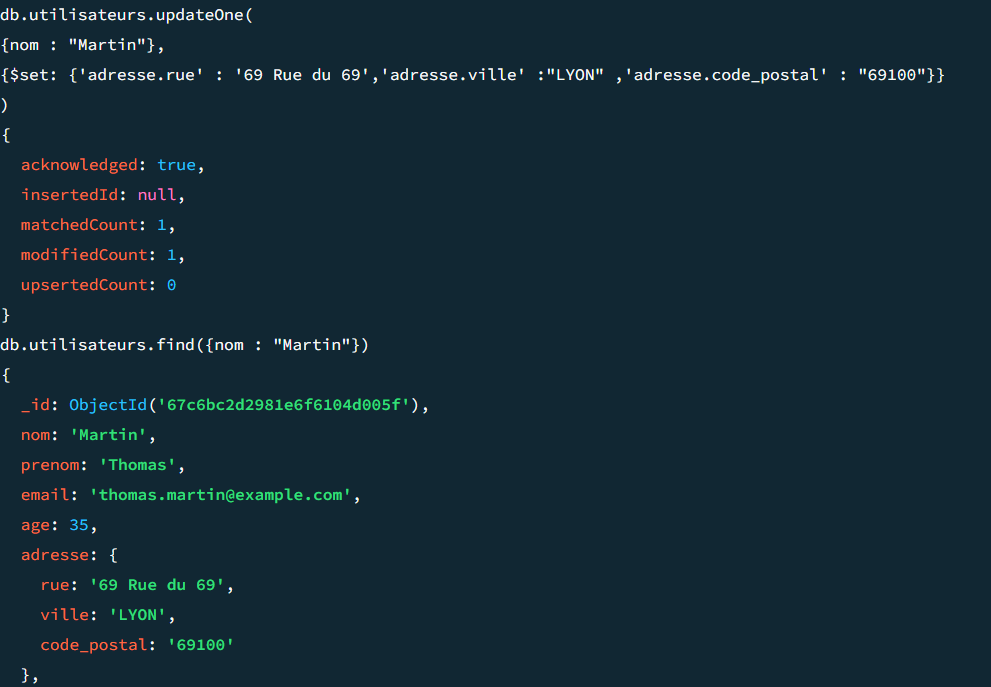 db.utilisateurs.updateOne(
{nom : "Martin"},
{$set: {'adresse.rue' : '69 Rue du 69','adresse.ville' :"LYON" ,'adresse.code_postal' : "69100"}}
)
{
  acknowledged: true,
  insertedId: null,
  matchedCount: 1,
  modifiedCount: 1,
  upsertedCount: 0
}
db.utilisateurs.find({nom : "Martin"})
{
  _id: ObjectId('67c6bc2d2981e6f6104d005f'),
  nom: 'Martin',
  prenom: 'Thomas',
  email: 'thomas.martin@example.com',
  age: 35,
  adresse: {
    rue: '69 Rue du 69',
    ville: 'LYON',
    code_postal: '69100'
  },